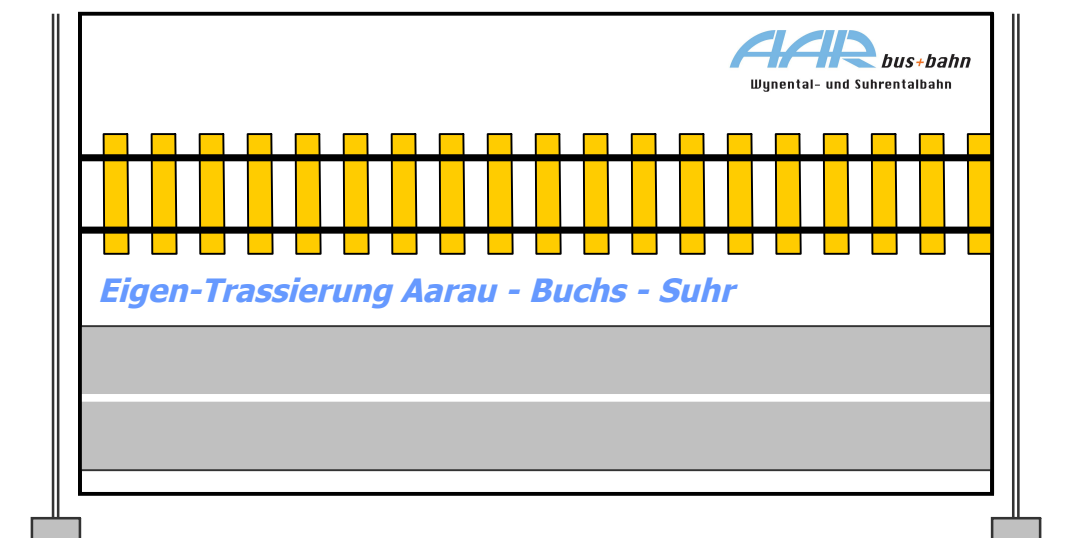 AAR bus+bahn
Wynental- und Suhrentalbahn
Eigen-Trassierung Aarau - Buchs - Suhr